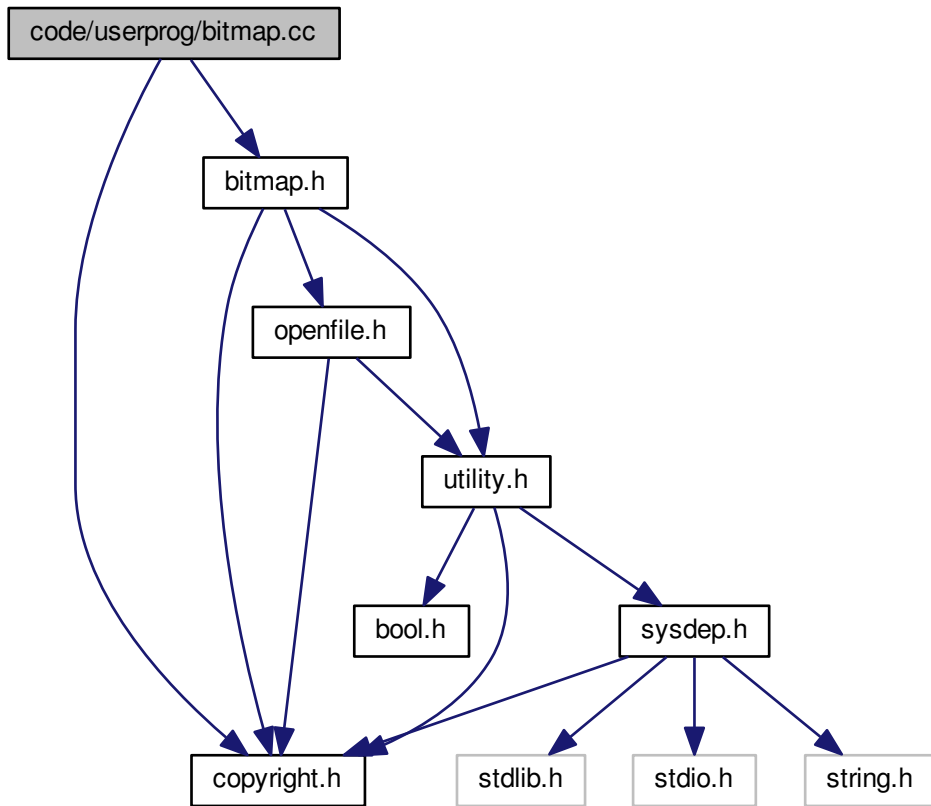 code/userprog/bitmap.cc
bitmap.h
openfile.h
utility.h
bool.h
sysdep.h
copyright.h
stdlib.h
stdio.h
string.h